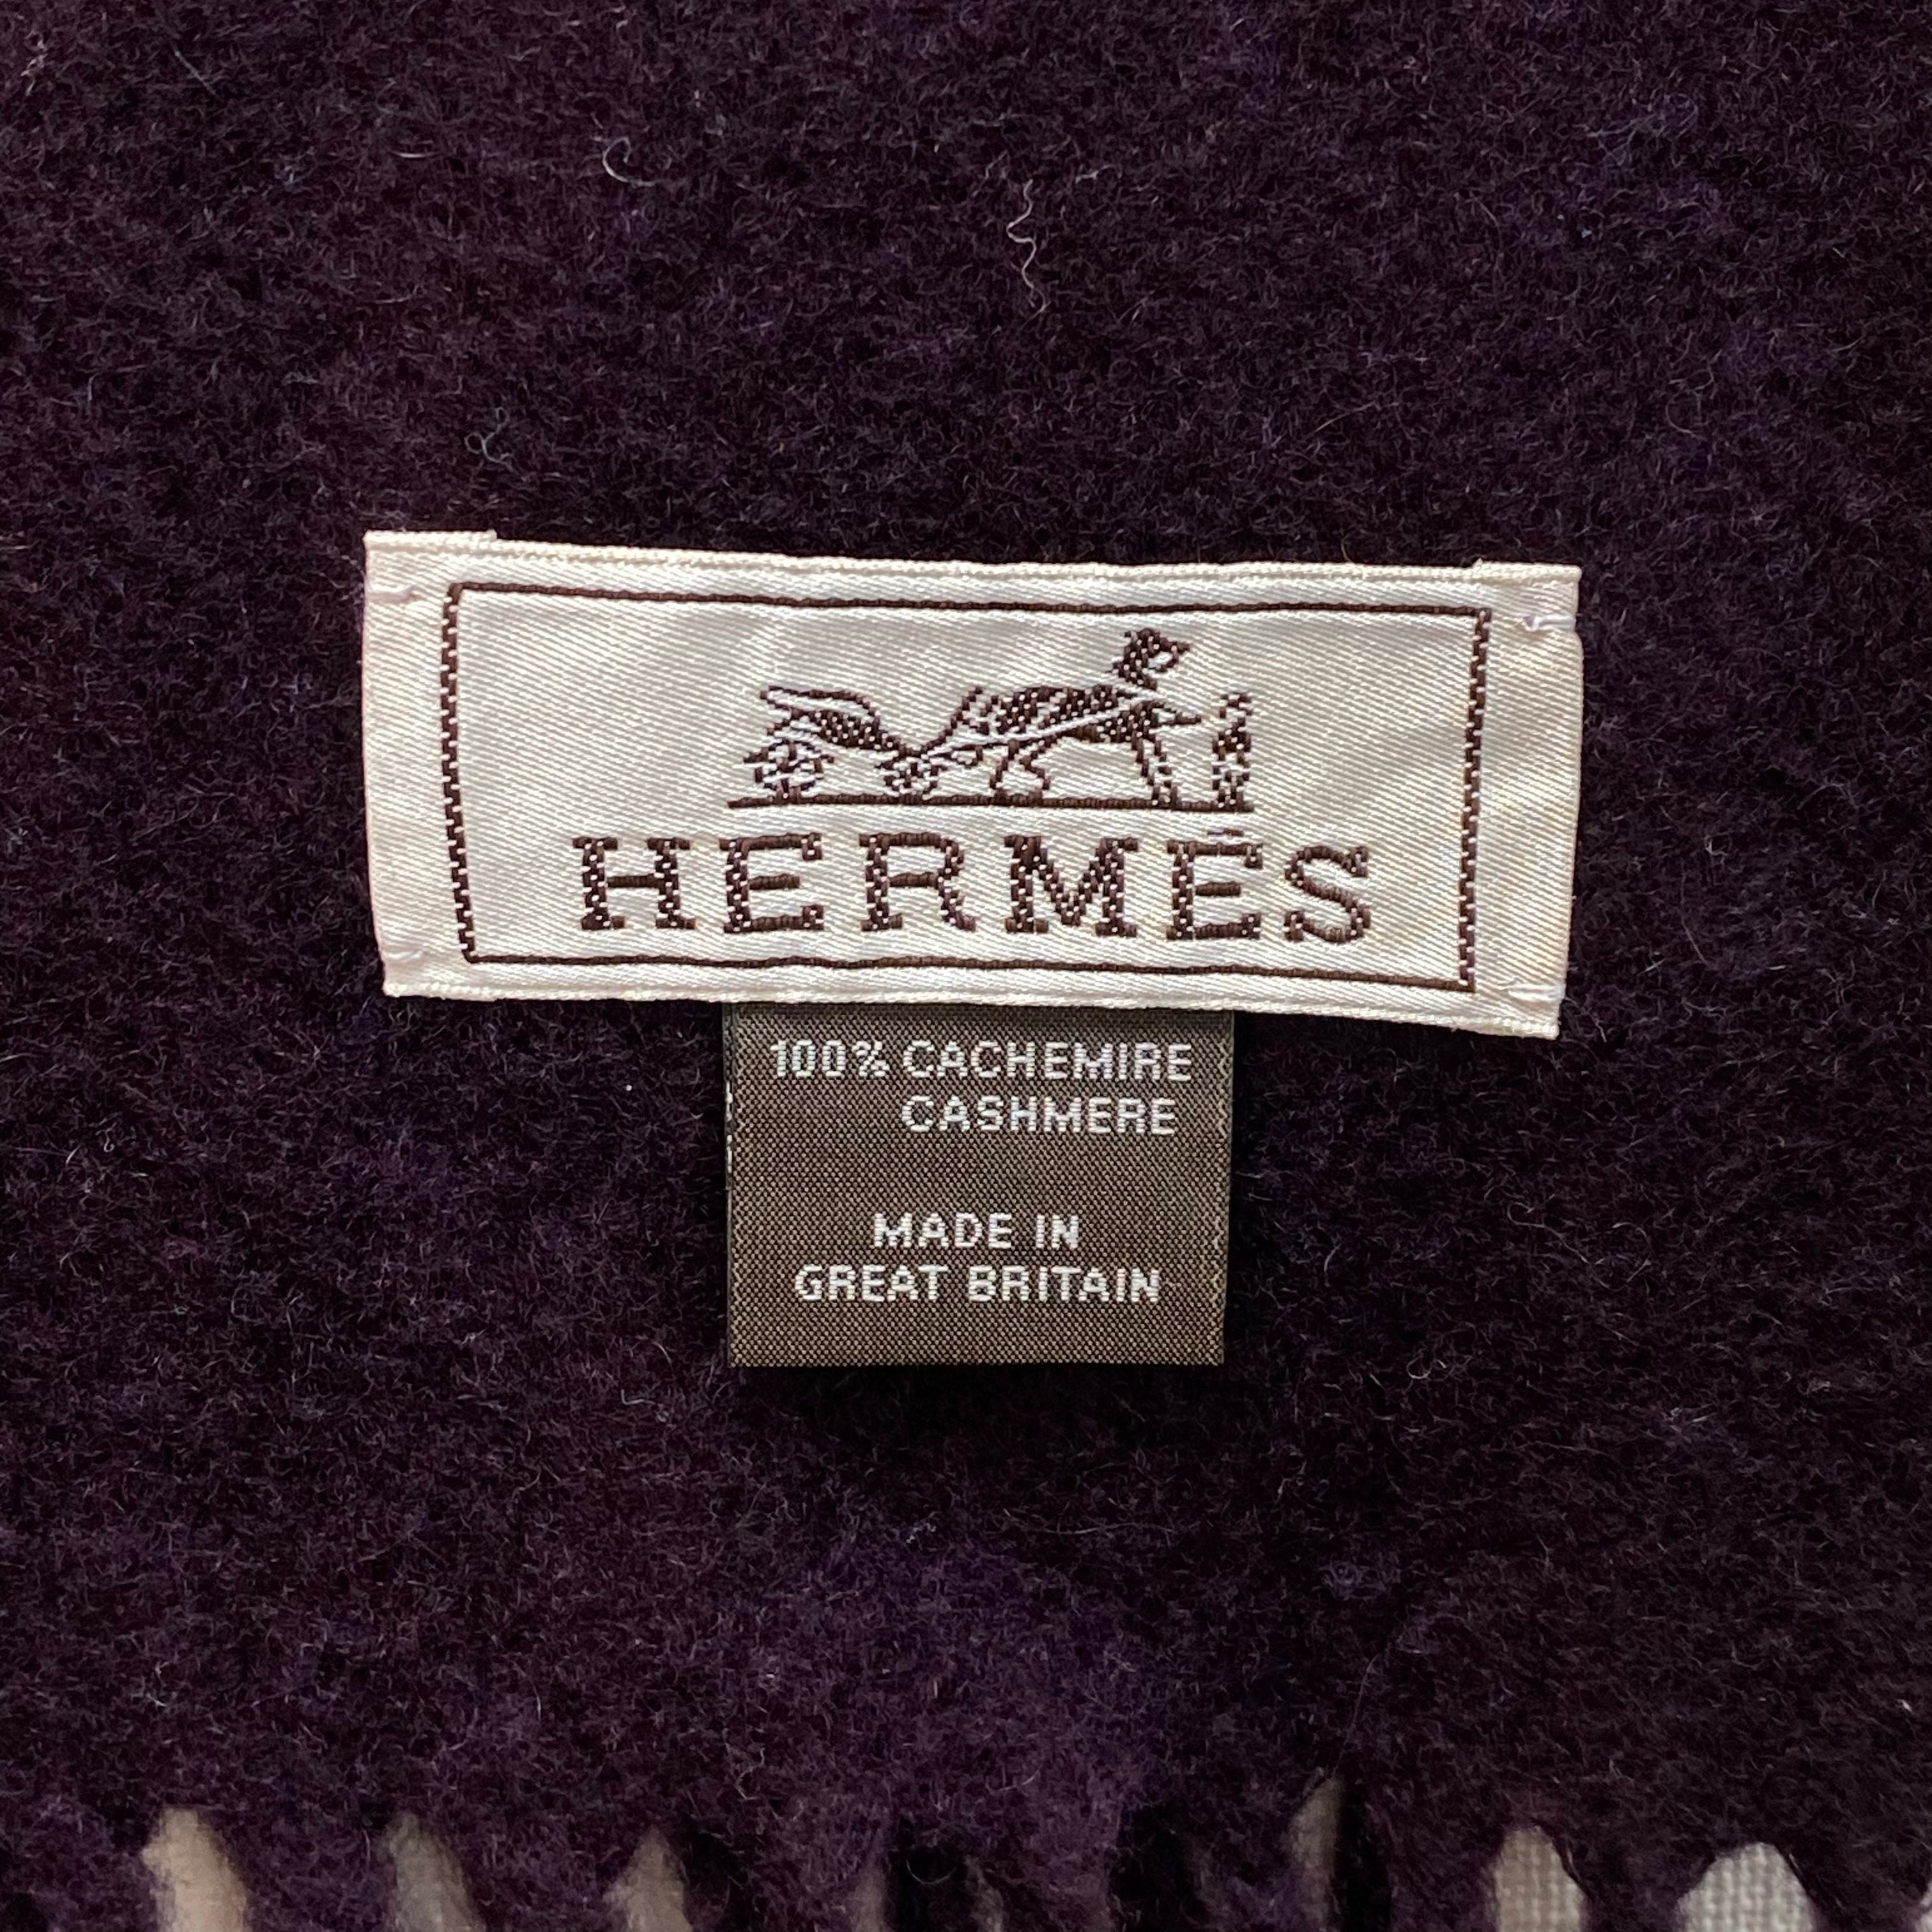 HERMÈS
100% CACHEMIRE
CASHMERE
MADE IN
GREAT BRITAIN